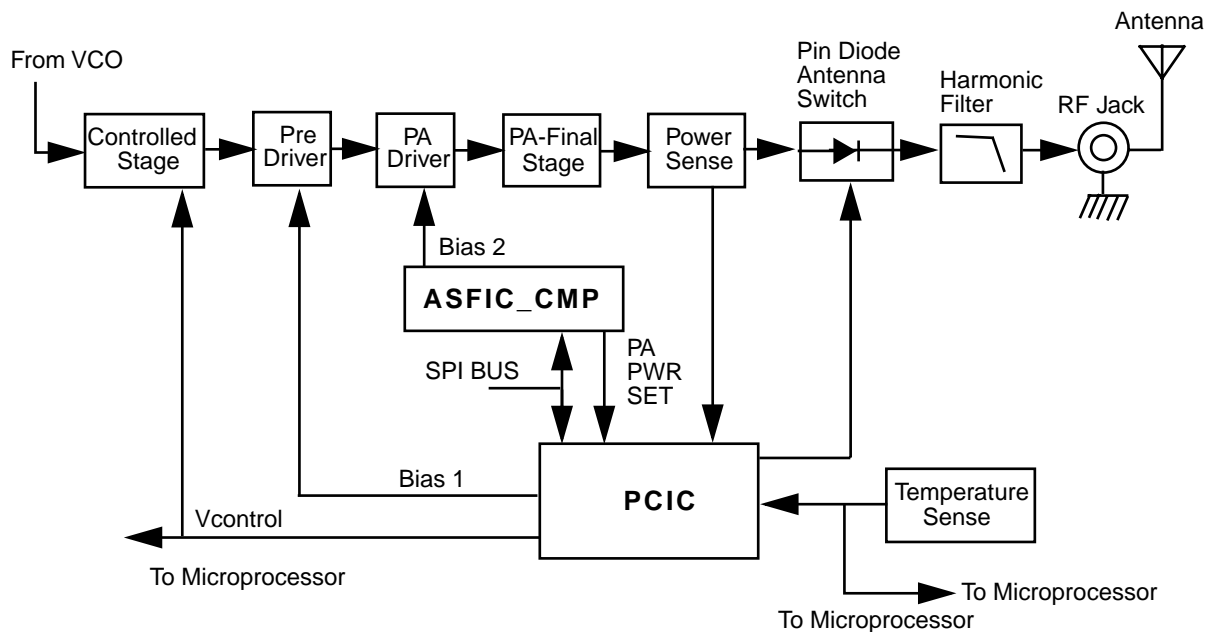 Antenna
From VCO
Pin Diode
Antenna
Switch
Harmonic
Filter
RF Jack
Controlled
Stage
Pre
Driver
PA
Driver
PA-Final
Stage
Power
Sense
Bias 2
ASFIC_CMP
SPI BUS
PA
PWR
SET
Bias 1
PCIC
Temperature
Sense
Vcontrol
To Microprocessor
To Microprocessor
To Microprocessor